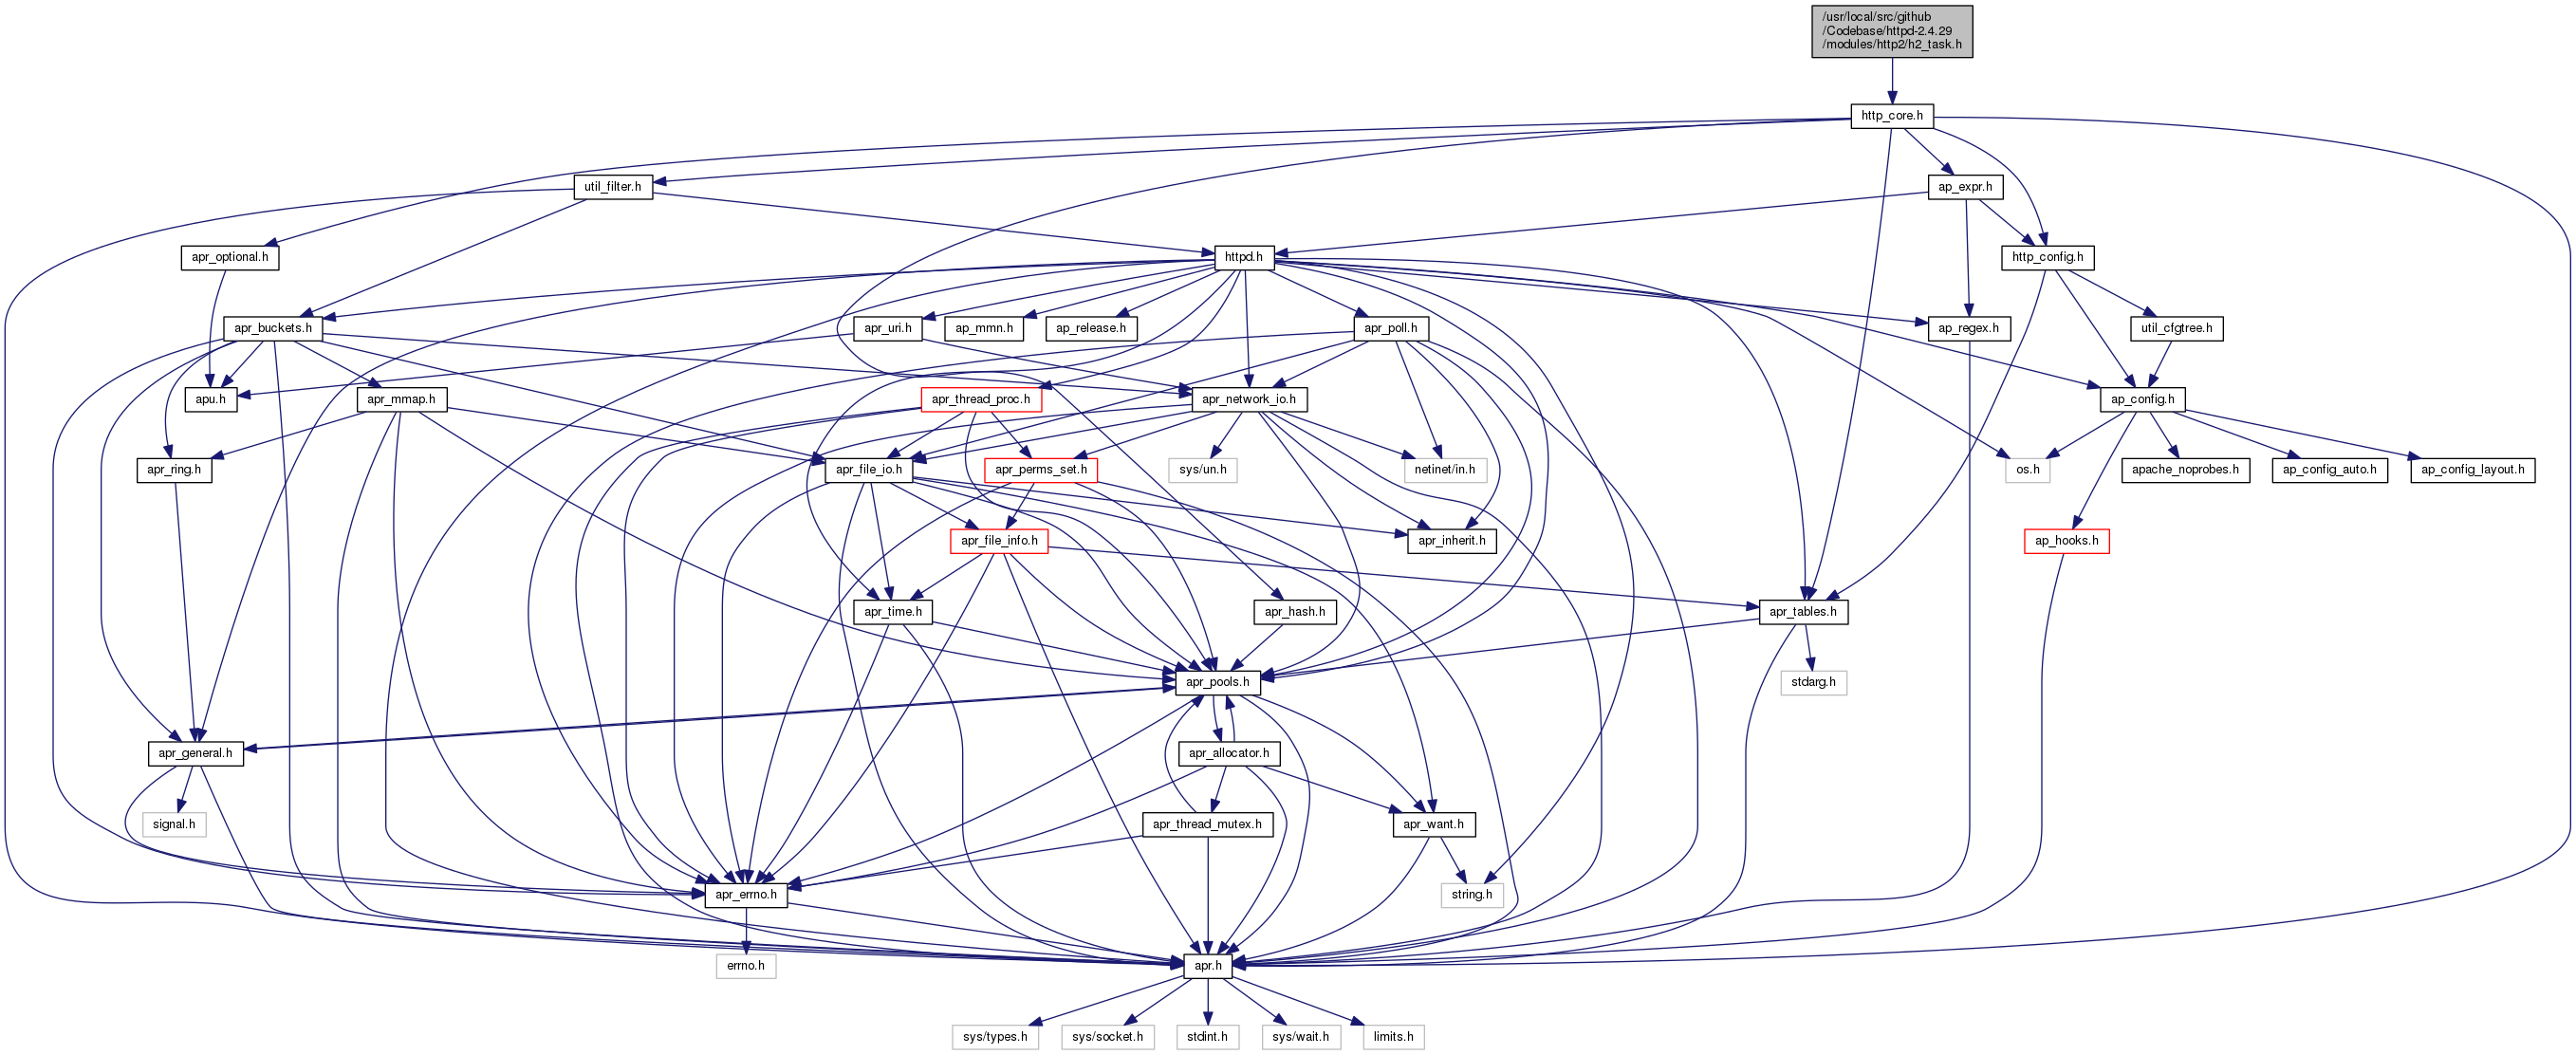 /usr/local/src/github
/Codebase/httpd-2.4.29
/modules/http2/h2_task.h
http_core.h
util_filter.h
ap_expr.h
apr_optional.h
httpd.h
http_config.h
apr_buckets.h
apr_uri.h
ap_mmn.h
ap_release.h
apr_poll.h
ap_regex.h
util_cfgtree.h
apu.h
apr_mmap.h
apr_thread_proc.h
apr_network_io.h
ap_config.h
apr_ring.h
apr_file_io.h
apr_perms_set.h
sys/un.h
netinet/in.h
os.h
apache_noprobes.h
ap_config_auto.h
ap_config_layout.h
apr_file_info.h
apr_inherit.h
ap_hooks.h
apr_time.h
apr_hash.h
apr_tables.h
apr_pools.h
stdarg.h
apr_general.h
apr_allocator.h
signal.h
apr_thread_mutex.h
apr_want.h
apr_errno.h
string.h
errno.h
apr.h
sys/types.h
sys/socket.h
stdint.h
sys/wait.h
limits.h